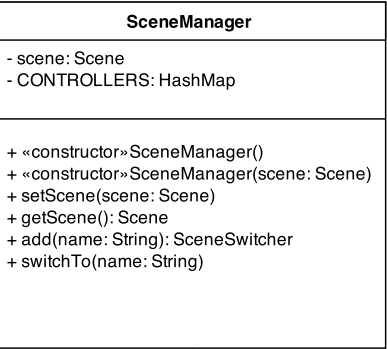 SceneManager
- scene: Scene
- CONTROLLERS: HashMap
+ «constructor»SceneManager()
+ «constructor»SceneManager(scene: Scene)
+ setScene(scene: Scene)
+ getScene(): Scene
+ add(name: String): SceneSwitcher
+ switchTo(name: String)